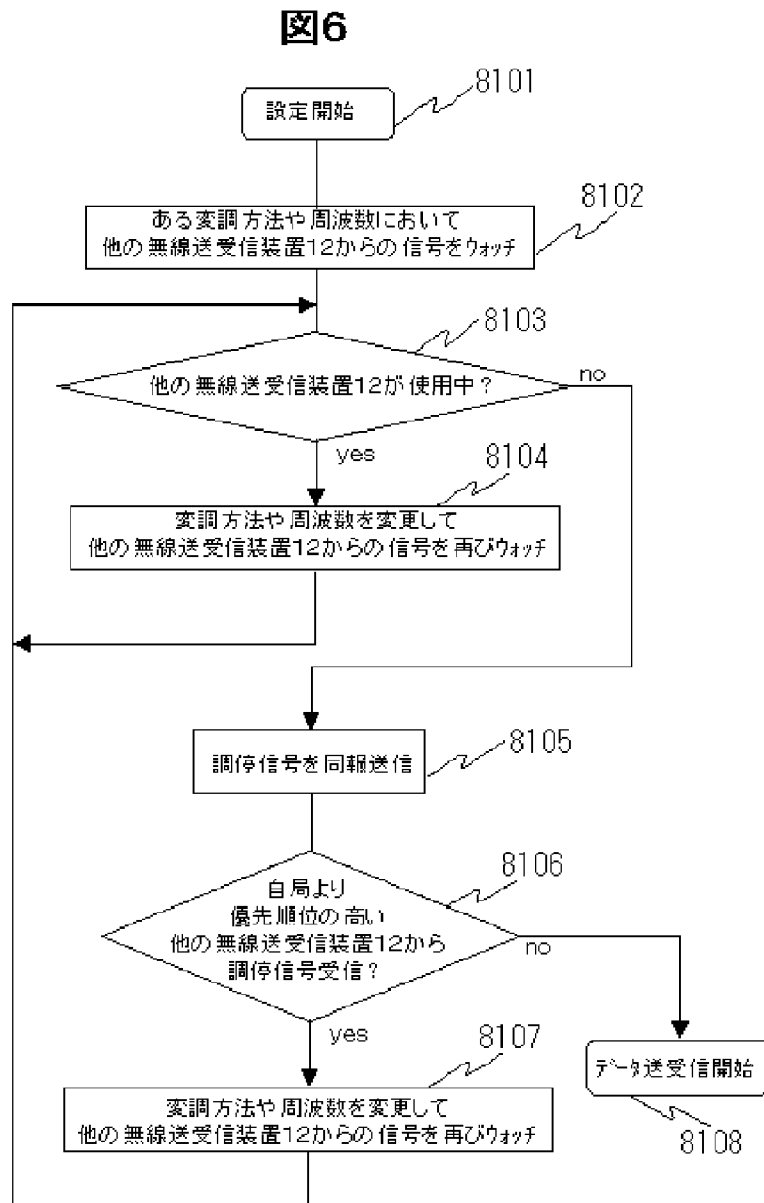 図6
8101
設定開始
8102
ある変調方法や周波数において
他の無線送受信装置12からの信号をウォッチ
8103
他の無線送受信装置12が使用中？
no
yes
8104
変調方法や周波数を変更して
他の無線送受信装置12からの信号を再びウォッチ
8105
調停信号を同報送信
8106
自局より
優先順位の高い
他の無線送受信装置12から
調停信号受信？
no
yes
8107
変調方法や周波数を変更して
他の無線送受信装置12からの信号を再びウォッチ
データ送受信開始
8108